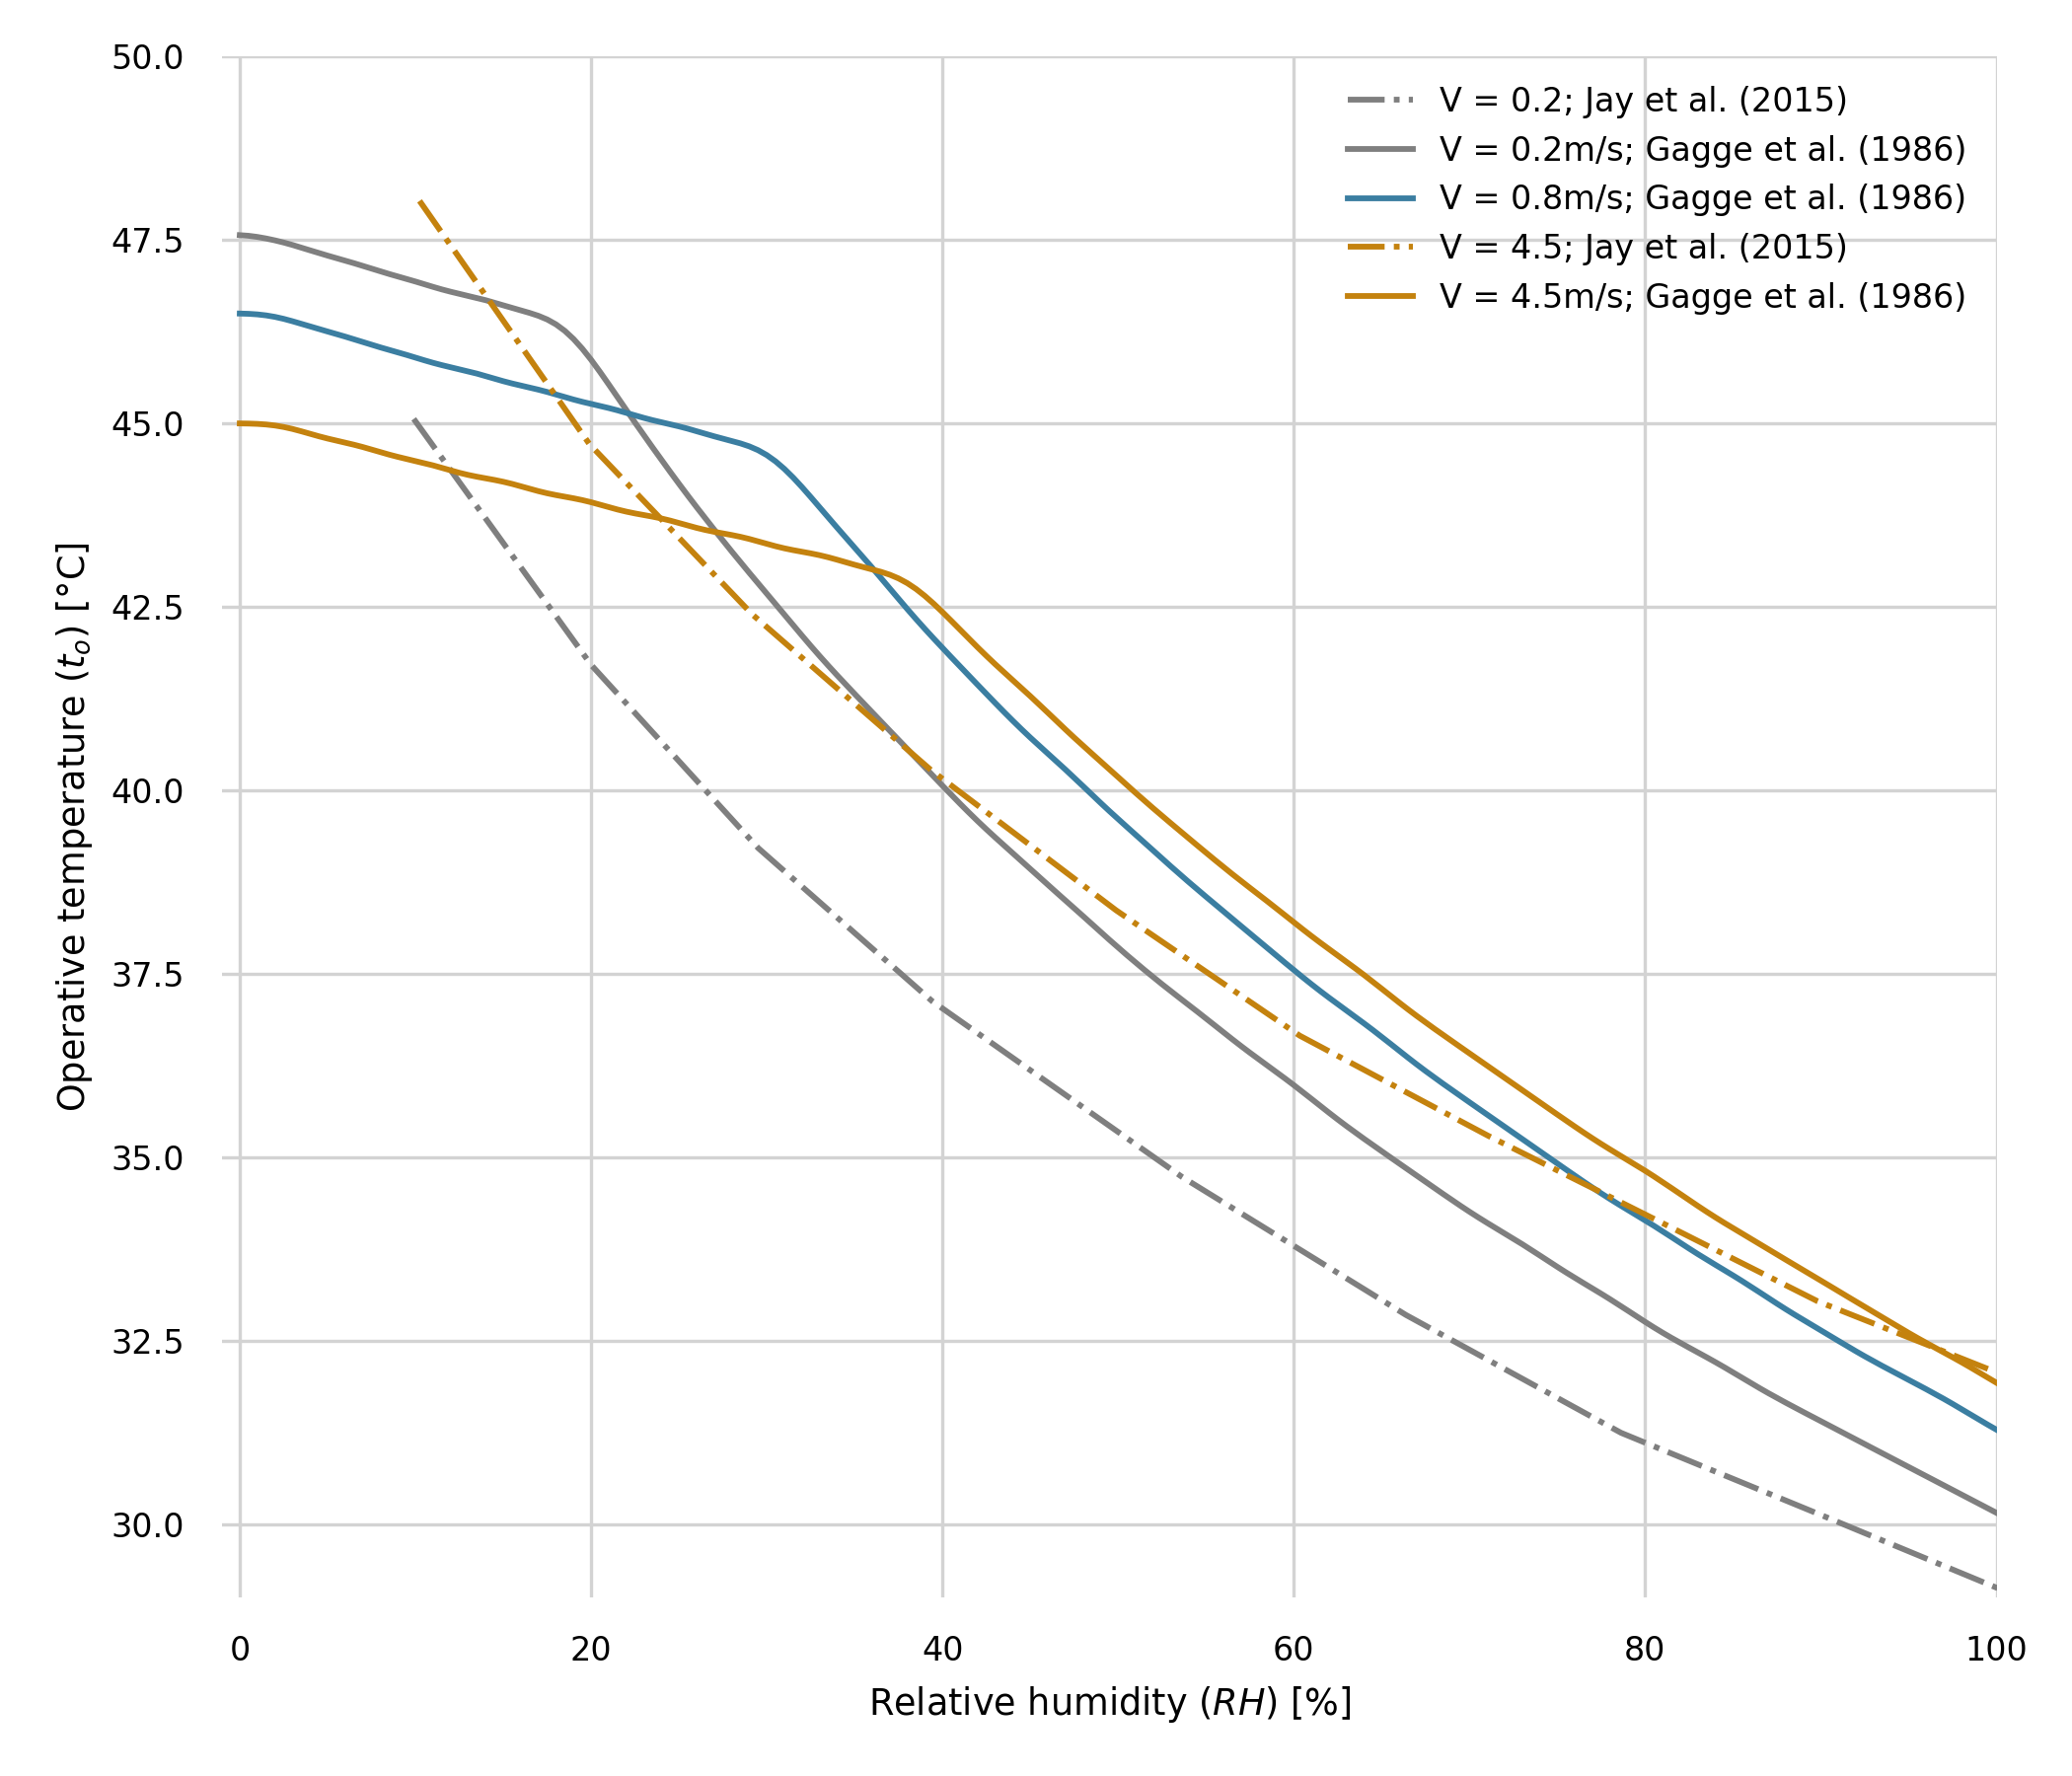 50.0
47.5
45.0
42.5
40.0
37.5
35.0
32.5
30.0
Operative temperature (t₀) [°C]
V = 0.2; Jay et al. (2015)
V = 0.2m/s; Gagge et al. (1986)
V = 0.8m/s; Gagge et al. (1986)
V = 4.5; Jay et al. (2015)
V = 4.5m/s; Gagge et al. (1986)
0 20 40 60 80 100
Relative humidity (RH) [%]